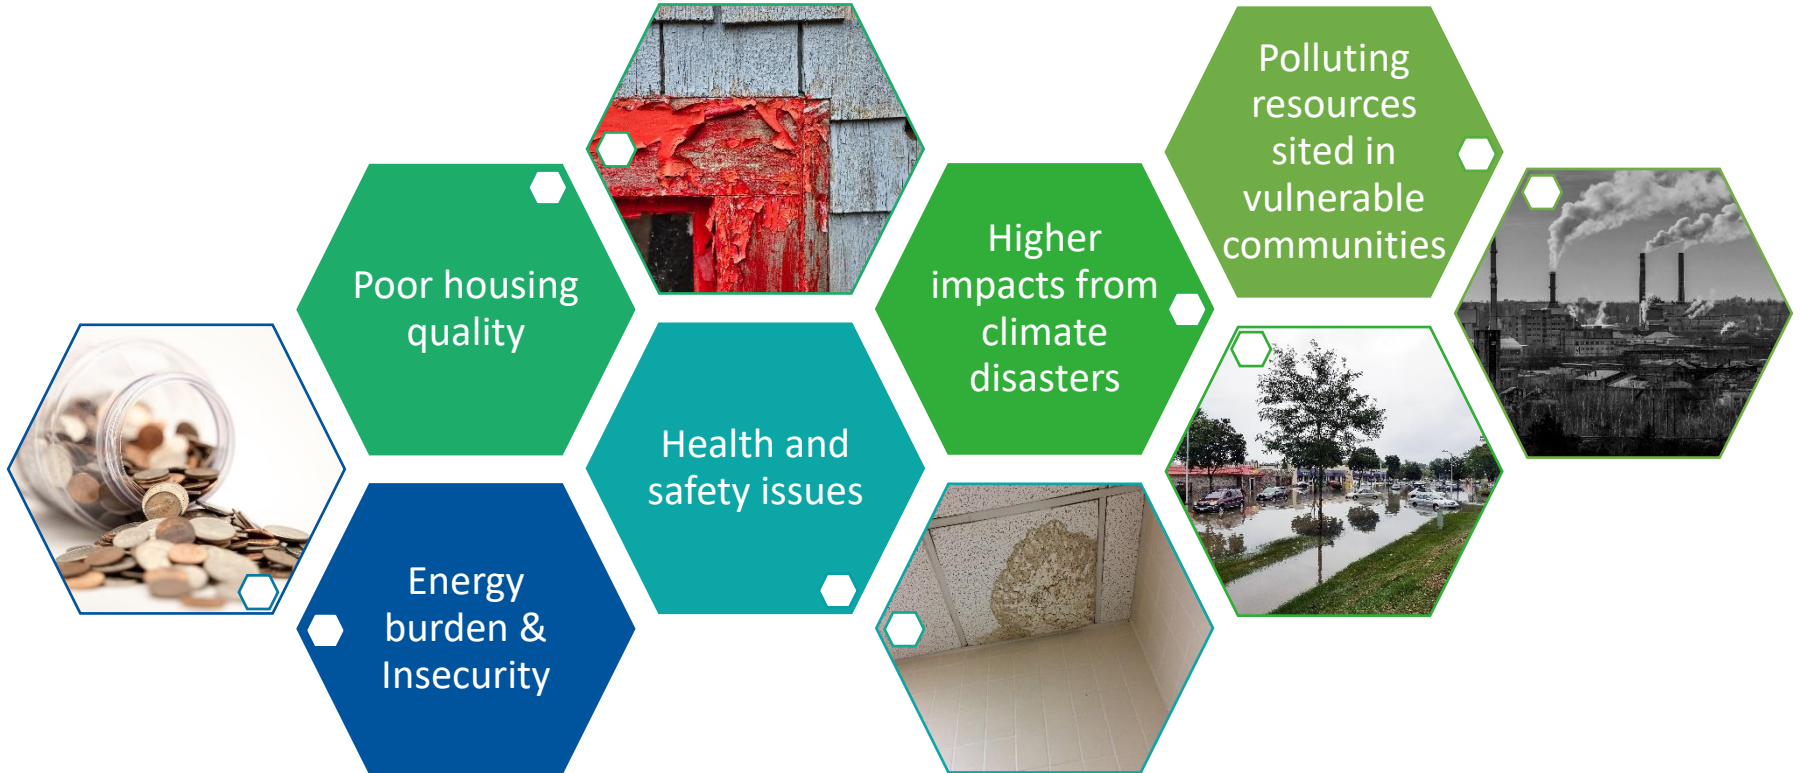 Poor housing
quality
Energy
burden &
Insecurity
Health and
safety issues
Higher
impacts from
climate
disasters
Polluting
resources
sited in
vulnerable
communities